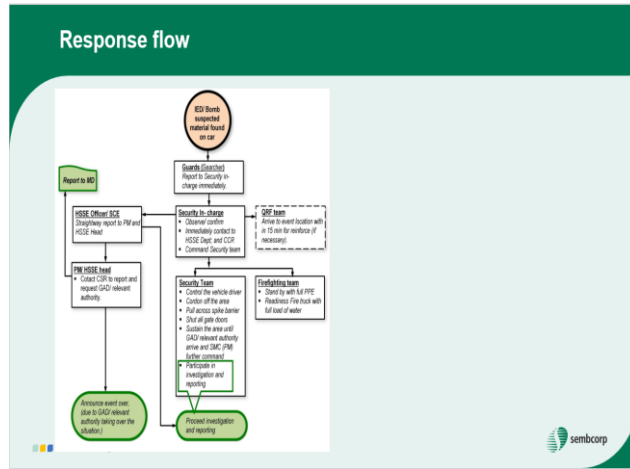 Response flow
IED/ Bomb
suspected
material found
on car
Guards (Searcher)
Report to Security In-
charge immediately.
Report to MD
HSSE Officer/ SCE
Straightway report to PM and
HSSE Head
Security In- charge
Observe/ confirm
Immediately contact to
HSSE Dept; and CCR
Command Security team
QRF team
Arrive to event location with
in 15 min for reinforce (if
necessary).
PM/ HSSE head
Cotact CSR to report and
request GAD/ relevant
authority.
Security Team
Control the vehicle driver
Cordon off the area
Pull across spike barrier
Shut all gate doors
Sustain the area until
GAD/ relevant authority
arrive and SMC (PM)
further command
Participate in
investigation and
reporting
Firefighting team
Stand by with full PPE
Readiness Fire truck with
full load of water
Announce event over,
(due to GAD/ relevant
authority taking over the
situation.)
Proceed investigation
and reporting
sembcorp